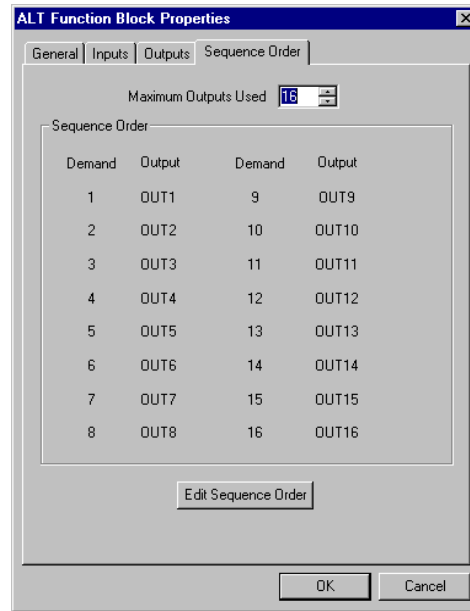 ALT Function Block Properties
General Inputs Outputs Sequence Order
Maximum Outputs Used 16
Sequence Order
Demand Output Demand Output
1 OUT1 9 OUT9
2 OUT2 10 OUT10
3 OUT3 11 OUT11
4 OUT4 12 OUT12
5 OUT5 13 OUT13
6 OUT6 14 OUT14
7 OUT7 15 OUT15
8 OUT8 16 OUT16
Edit Sequence Order
OK Cancel